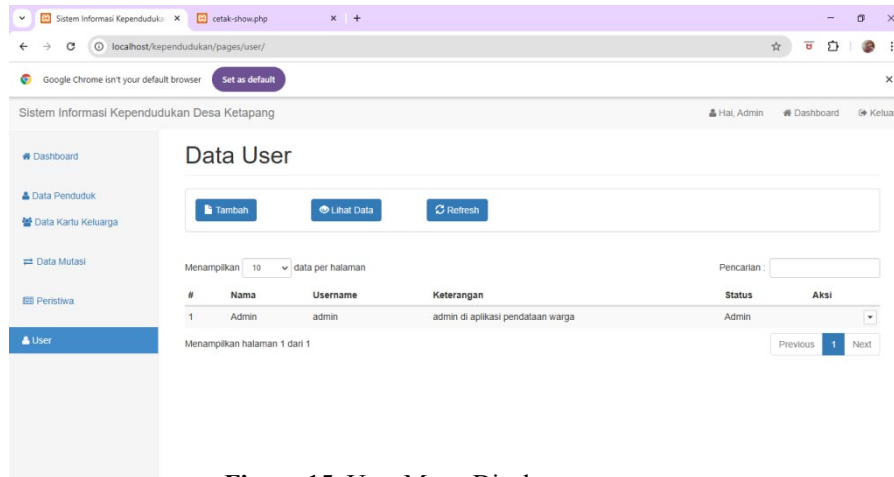 Sistem Informasi Kependuduka
cetak-show.php
localhost/kependudukan/pages/user/
Google Chrome isn't your default browser Set as default
Sistem Informasi Kependudukan Desa Ketapang Hai, Admin Dashboard Kelua
Dashboard
Data Penduduk
Data Kartu Keluarga
Data Mutasi
Peristiwa
User
Data User
Tambah Lihat Data Refresh
Menampilkan 10 data per halaman Pencarian :
# Nama Username Keterangan Status Aksi
1 Admin admin admin di aplikasi pendataan warga Admin
Menampilkan halaman 1 dari 1 Previous 1 Next